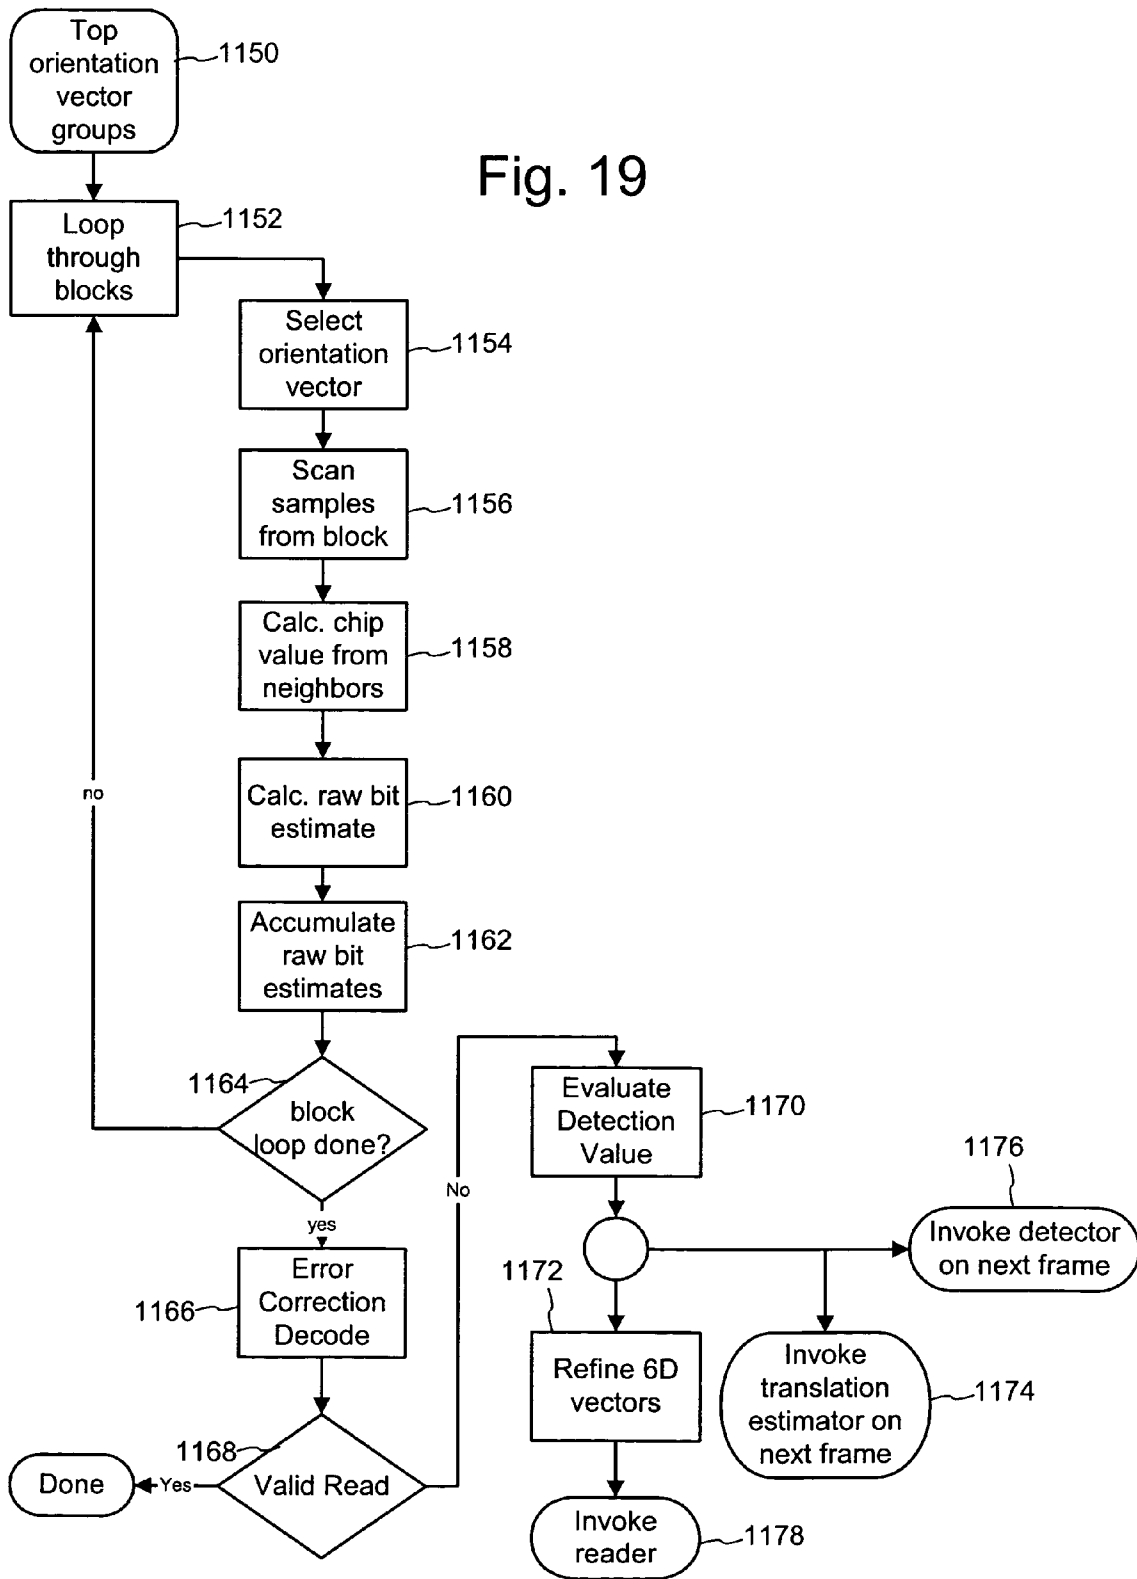 Top
orientation
vector
groups
1150
Fig. 19
Loop
through
blocks
1152
Select
orientation
vector
1154
Scan
samples
from block
1156
Calc. chip
value from
neighbors
1158
no
Calc. raw bit
estimate
1160
Accumulate
raw bit
estimates
1162
1164
block
loop done?
yes
Error
Correction
Decode
1166
1168
Valid Read
Yes
Done
No
Evaluate
Detection
Value
1170
1176
Invoke detector
on next frame
1172
Refine 6D
vectors
Invoke
translation
estimator on
next frame
1174
Invoke
reader
1178